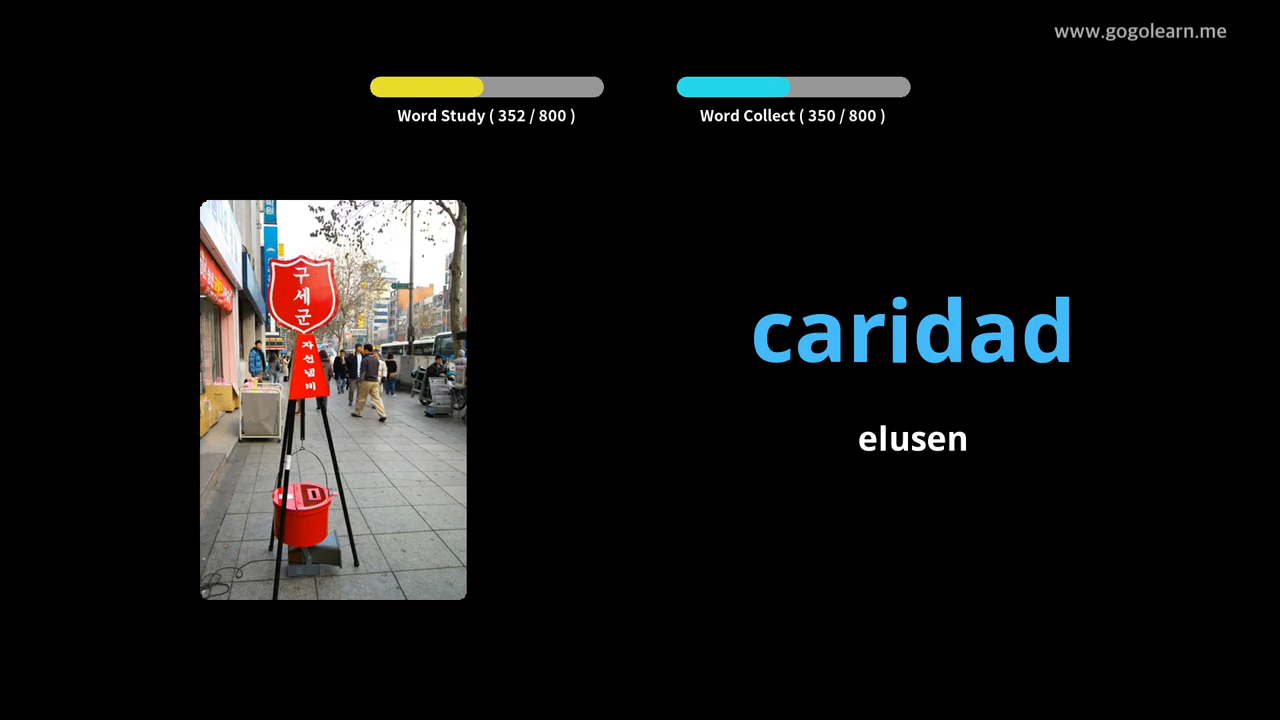 www.gogolearn.me
Word Study ( 352 / 800 )
Word Collect ( 350 / 800 )
구
세
군
자
선
냄
비
caridad
elusen